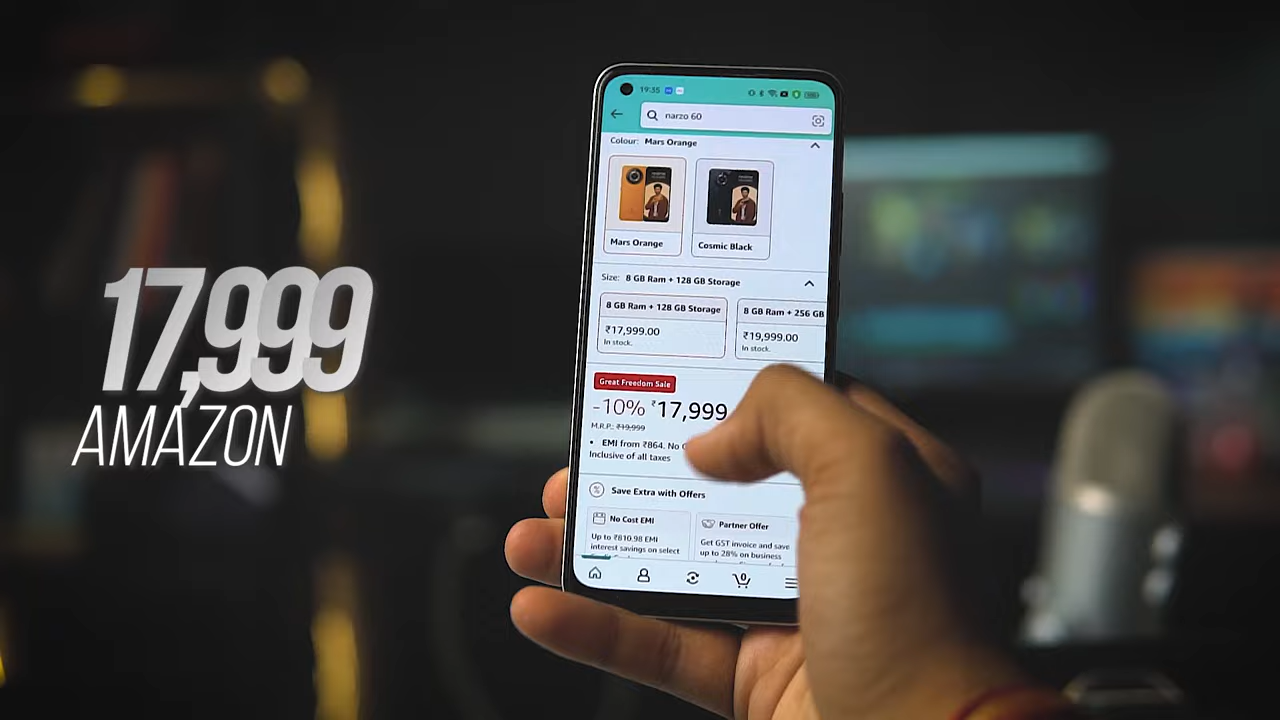 17,999
AMAZON
19:35
narzo 60
Colour: Mars Orange
Mars Orange
Cosmic Black
Size: 8 GB Ram + 128 GB Storage
8 GB Ram + 128 GB Storage
₹17,999.00
In stock.
8 GB Ram + 256 GB
₹19,999.00
In stock.
Great Freedom Sale
-10% ₹17,999
M.R.P.: ₹19,999
• EMI from ₹864. No
Inclusive of all taxes
% Save Extra with Offers
No Cost EMI
Up to ₹810.98 EMI
interest savings on select
Partner Offer
Get GST invoice and save
up to 28% on business
0